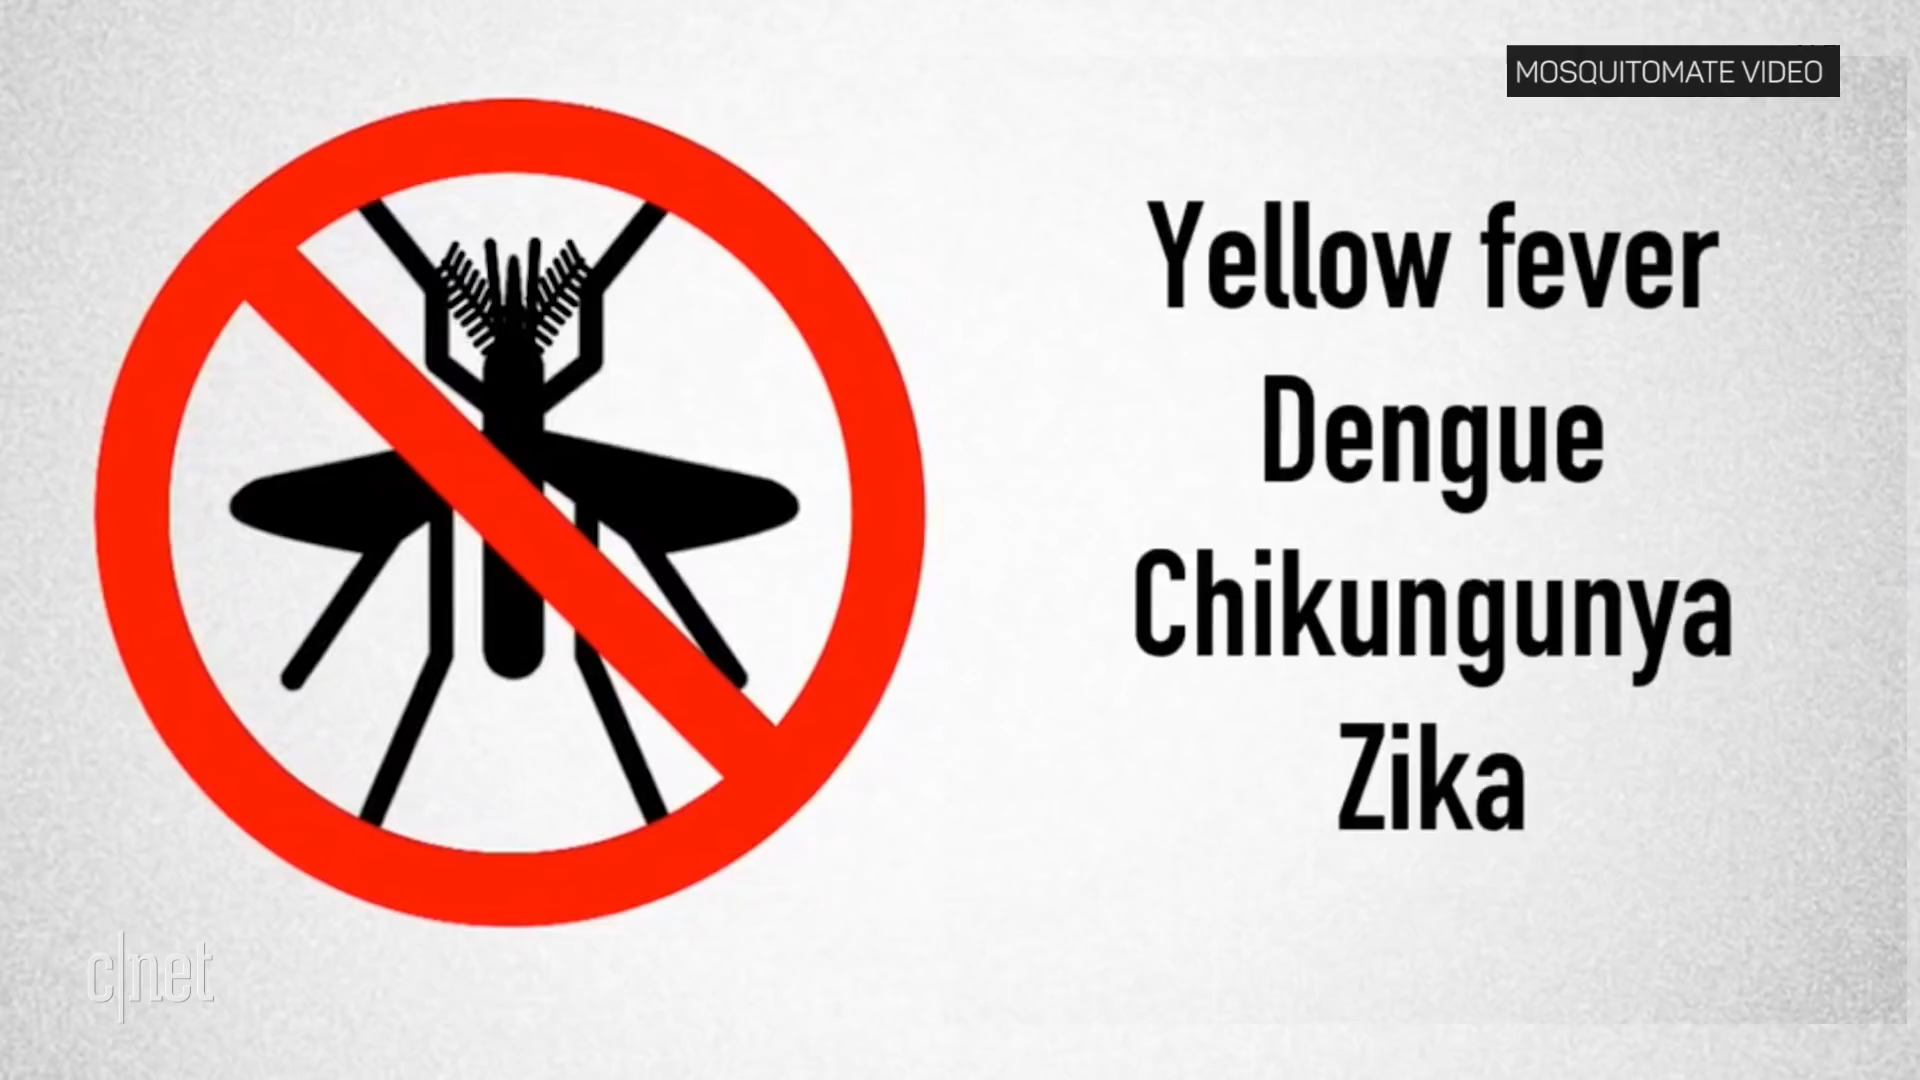 MOSQUITOMATE VIDEO
Yellow fever
Dengue
Chikungunya
Zika
c|net